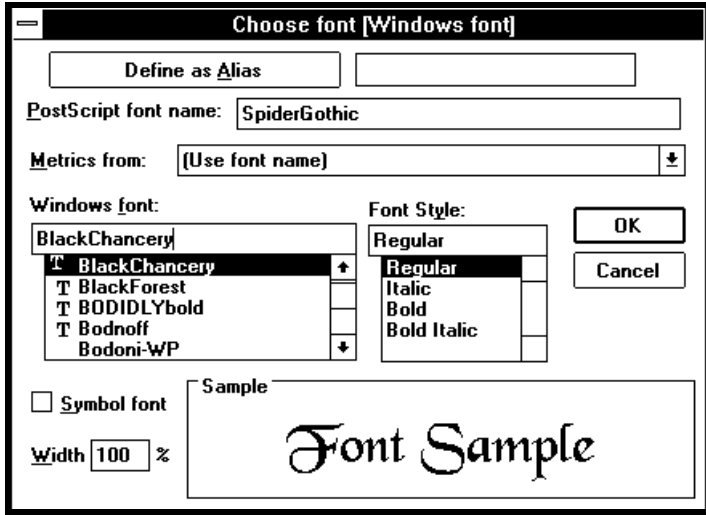 Choose font [Windows font]
Define as Alias
PostScript font name: SpiderGothic
Metrics from: (Use font name)
Windows font:
BlackChancery
T BlackChancery
T BlackForest
T BODIDLYbold
T Bodnoff
Bodoni-WP
Font Style:
Regular
Regular
Italic
Bold
Bold Italic
OK
Cancel
Symbol font
Width 100 %
Sample
Font Sample